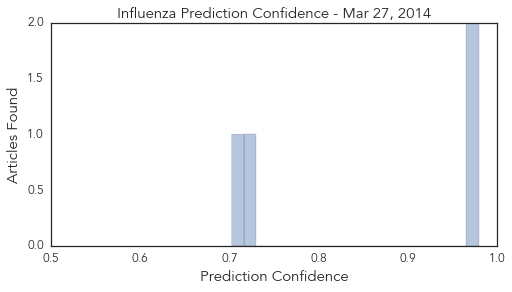 Influenza Prediction Confidence - Mar 27, 2014
2.0
1.5
1.0
0.5
0.0
Articles Found
0.5 0.6 0.7 0.8 0.9 1.0
Prediction Confidence